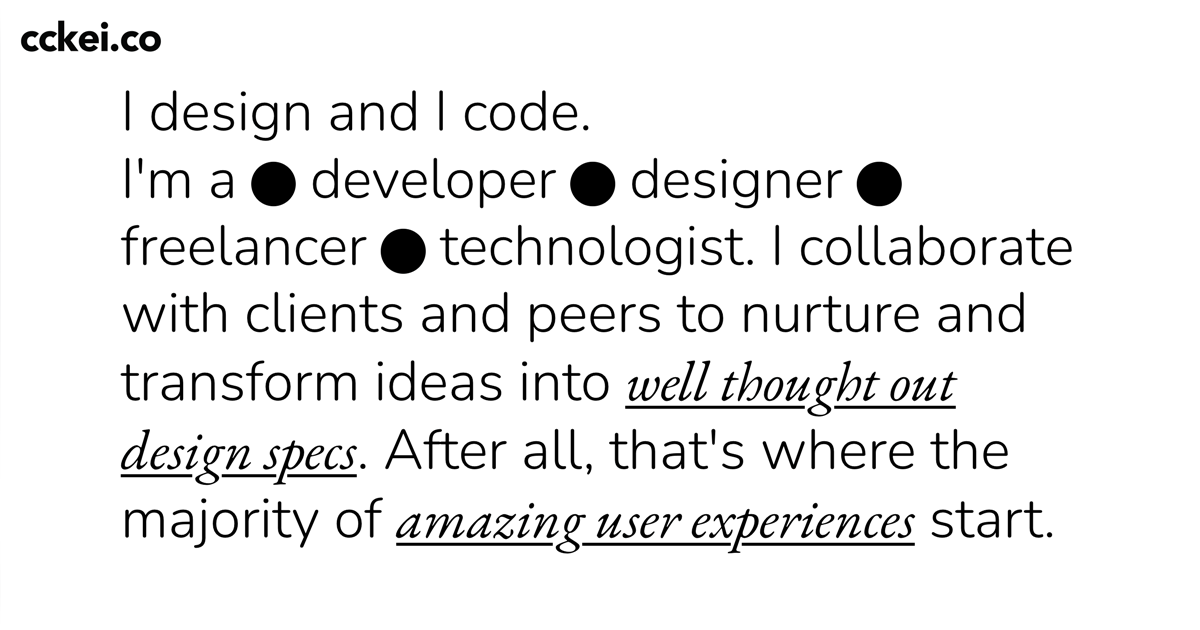 cckei.co
I design and I code.
I'm a ● developer ● designer ●
freelancer ● technologist. I collaborate
with clients and peers to nurture and
transform ideas into well thought out
design specs. After all, that's where the
majority of amazing user experiences start.